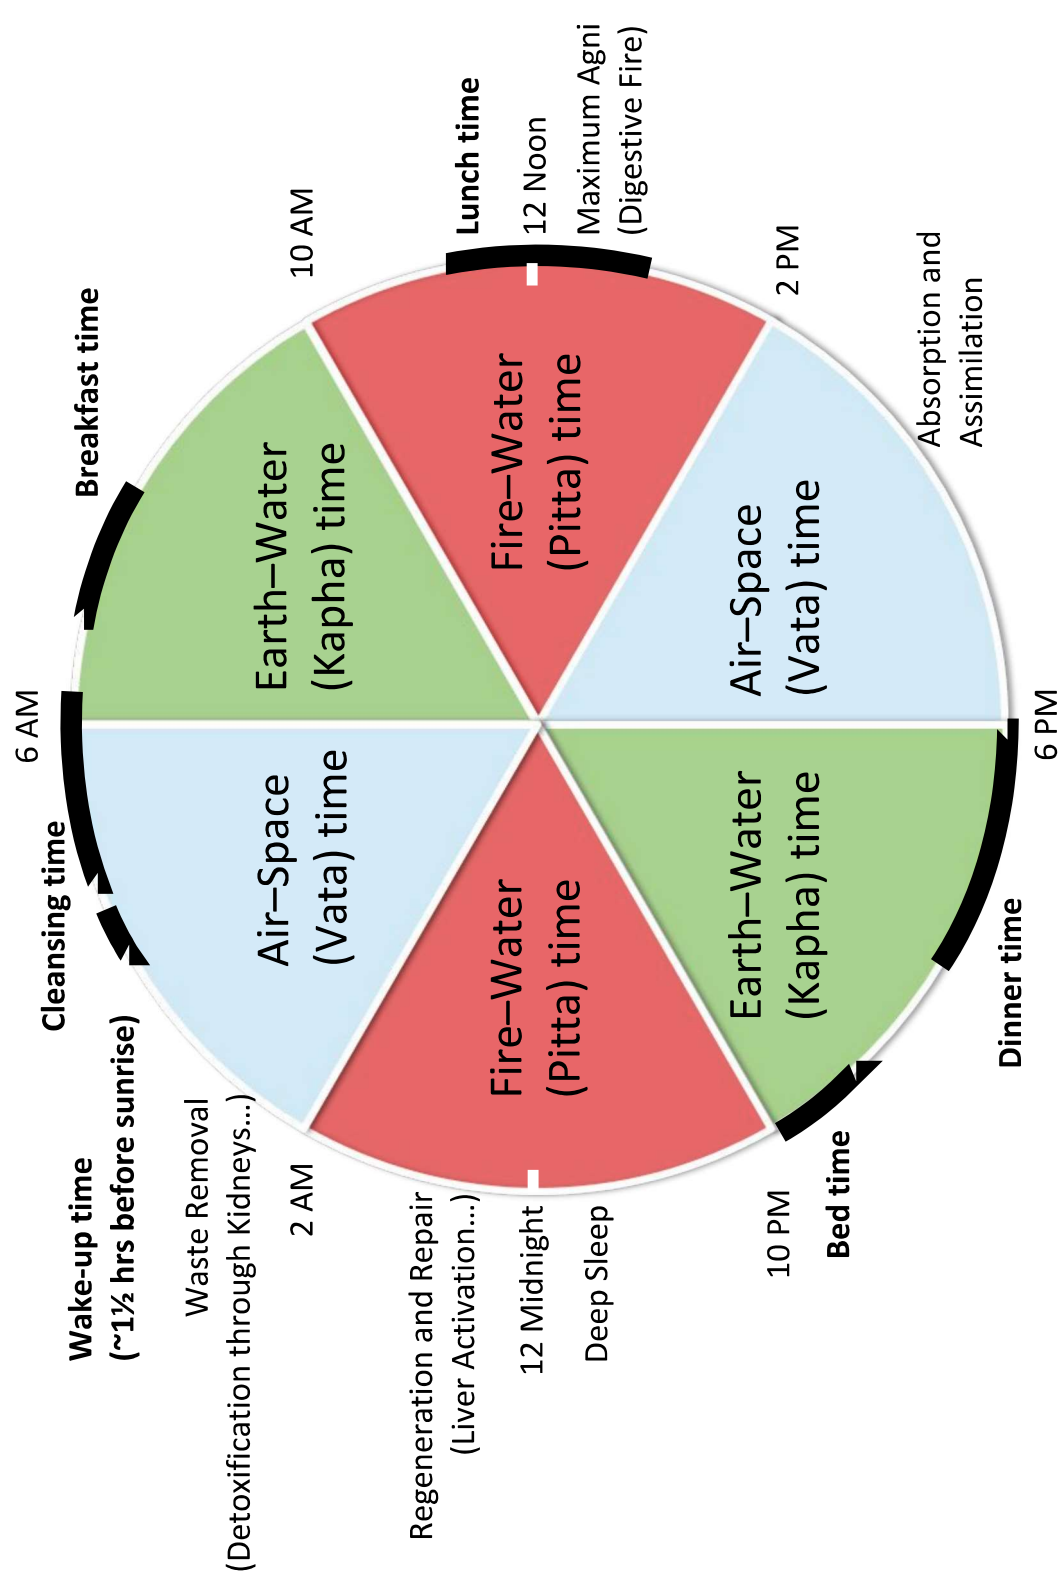 6 AM
Cleansing time
Wake-up time
(~1½ hrs before sunrise)
Breakfast time
Waste Removal
(Detoxification through Kidneys...)
2 AM
10 AM
Air–Space
(Vata) time
Earth–Water
(Kapha) time
Regeneration and Repair
(Liver Activation...)
12 Midnight
Deep Sleep
Fire–Water
(Pitta) time
Fire–Water
(Pitta) time
Lunch time
12 Noon
Maximum Agni
(Digestive Fire)
Earth–Water
(Kapha) time
Air–Space
(Vata) time
10 PM
2 PM
Bed time
Absorption and
Assimilation
Dinner time
6 PM